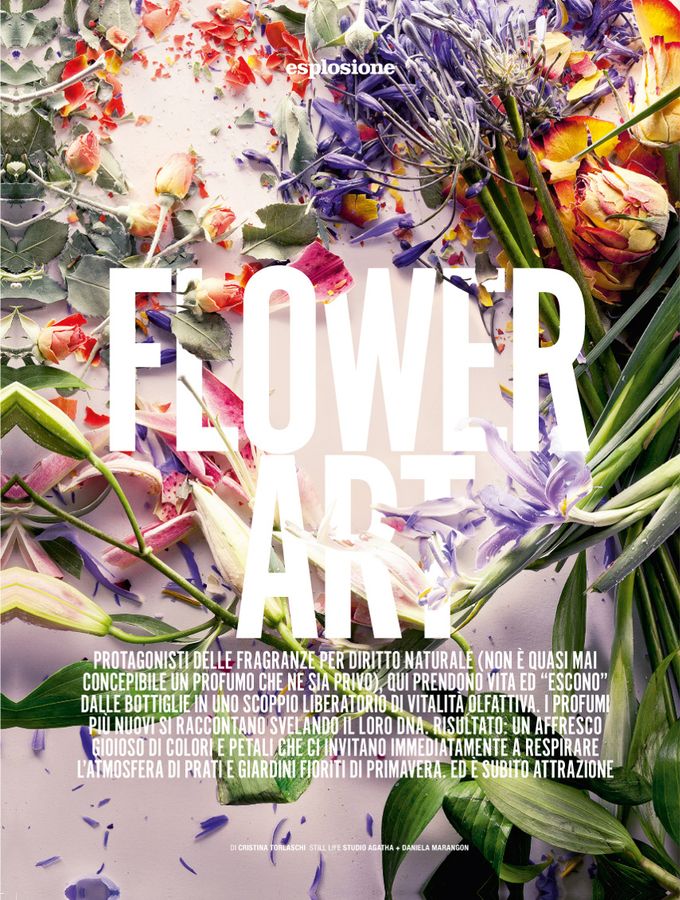 esplosione
FLOWER
ART
PROTAGONISTI DELLE FRAGRANZE PER DIRITTO NATURALE (NON È QUASI MAI
CONCEPIBILE UN PROFUMO CHE NE SIA PRIVO), QUI PRENDONO VITA ED “ESCONO”
DALLE BOTTIGLIE IN UNO SCOPPIO LIBERATORIO DI VITALITÀ OLFATTIVA. I PROFUMI
PIÙ NUOVI SI RACCONTANO SVELANDO IL LORO DNA. RISULTATO: UN AFFRESCO
GIOIOSO DI COLORI E PETALI CHE CI INVITANO IMMEDIATAMENTE A RESPIRARE
L’ATMOSFERA DI PRATI E GIARDINI FIORITI DI PRIMAVERA. ED È SUBITO ATTRAZIONE
DI CRISTINA TORLASCHI STILL LIFE STUDIO AGATHA + DANIELA MARANGON